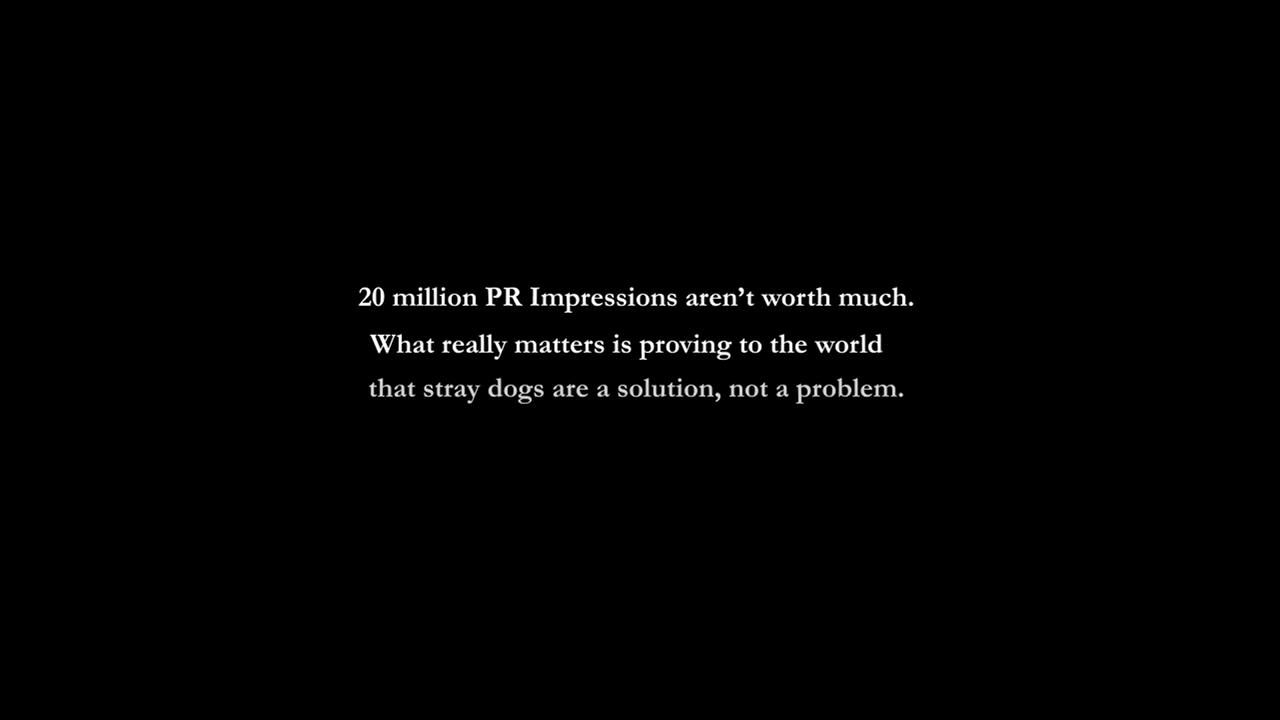 20 million PR Impressions aren’t worth much.
What really matters is proving to the world
that stray dogs are a solution, not a problem.